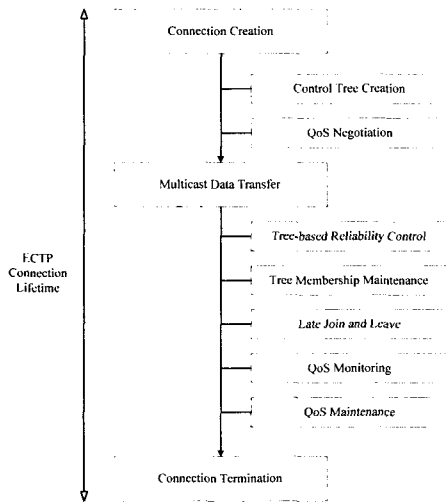 Connection Creation
Control Tree Creation
QoS Negotiation
Multicast Data Transfer
Tree-based Reliability Control
ECTP
Connection
Lifetime
Tree Membership Maintenance
Late Join and Leave
QoS Monitoring
QoS Maintenance
Connection Termination